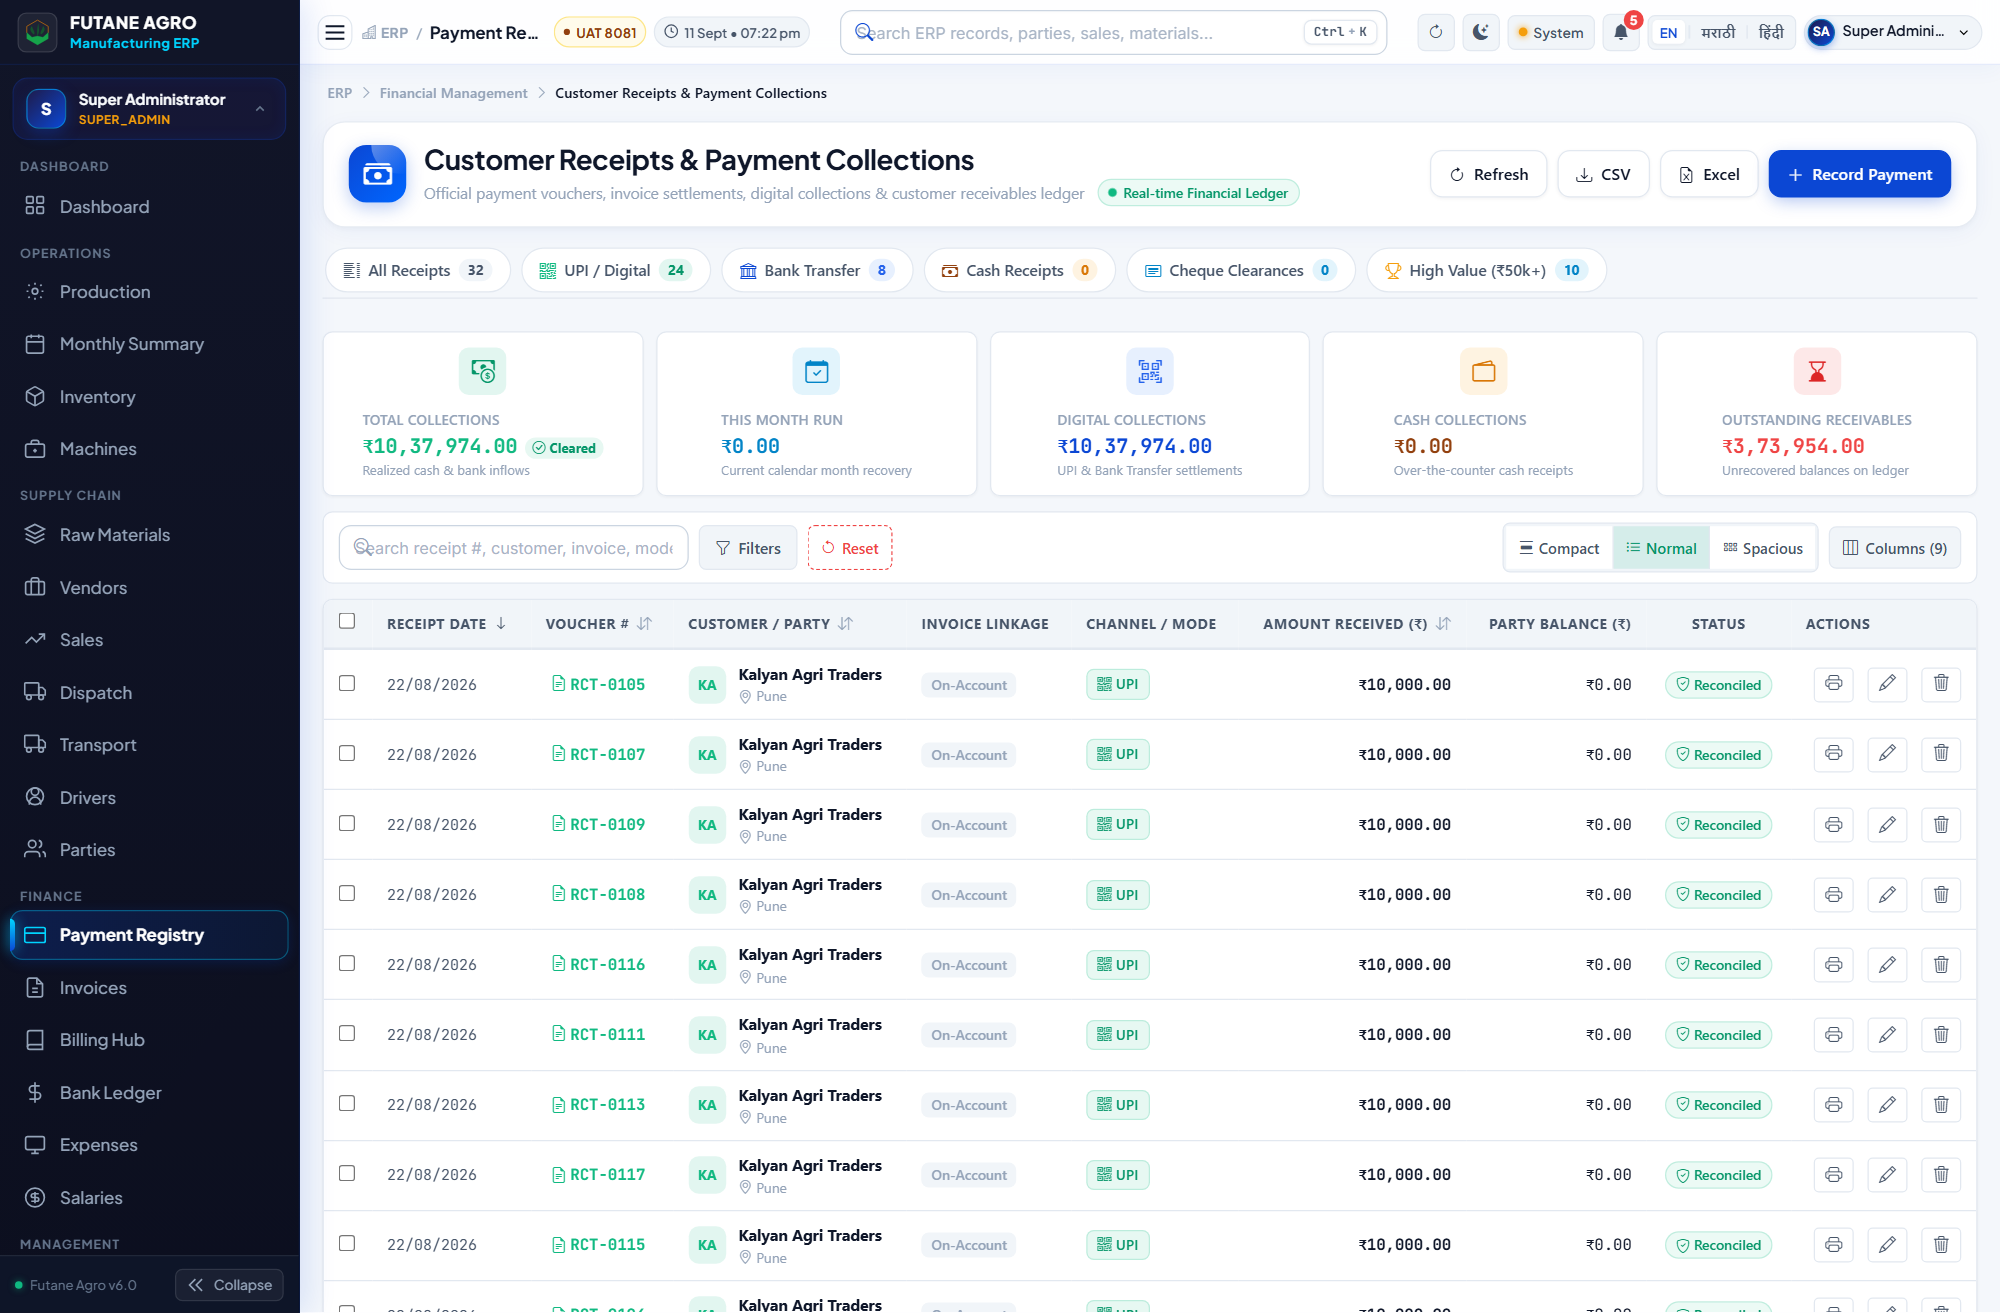 FUTANE AGRO
Manufacturing ERP
S
Super Administrator
SUPER_ADMIN
DASHBOARD
Dashboard
OPERATIONS
Production
Monthly Summary
Inventory
Machines
SUPPLY CHAIN
Raw Materials
Vendors
Sales
Dispatch
Transport
Drivers
Parties
FINANCE
Payment Registry
Invoices
Billing Hub
Bank Ledger
Expenses
Salaries
MANAGEMENT
Futane Agro v6.0
Collapse
ERP / Payment Re...
UAT 8081
11 Sept • 07:22 pm
Search ERP records, parties, sales, materials...
Ctrl + K
System
5
EN मराठी हिंदी
SA Super Admini...
ERP > Financial Management > Customer Receipts & Payment Collections
Customer Receipts & Payment Collections
Official payment vouchers, invoice settlements, digital collections & customer receivables ledger
Real-time Financial Ledger
Refresh
CSV
Excel
+ Record Payment
All Receipts 32
UPI / Digital 24
Bank Transfer 8
Cash Receipts 0
Cheque Clearances 0
High Value (₹50k+) 10
TOTAL COLLECTIONS
₹10,37,974.00 Cleared
Realized cash & bank inflows
THIS MONTH RUN
₹0.00
Current calendar month recovery
DIGITAL COLLECTIONS
₹10,37,974.00
UPI & Bank Transfer settlements
CASH COLLECTIONS
₹0.00
Over-the-counter cash receipts
OUTSTANDING RECEIVABLES
₹3,73,954.00
Unrecovered balances on ledger
Search receipt #, customer, invoice, mode
Filters
Reset
Compact
Normal
Spacious
Columns (9)
RECEIPT DATE VOUCHER # CUSTOMER / PARTY INVOICE LINKAGE CHANNEL / MODE AMOUNT RECEIVED (₹) PARTY BALANCE (₹) STATUS ACTIONS
22/08/2026 RCT-0105 KA Kalyan Agri Traders On-Account UPI ₹10,000.00 ₹0.00 Reconciled
Pune
22/08/2026 RCT-0107 KA Kalyan Agri Traders On-Account UPI ₹10,000.00 ₹0.00 Reconciled
Pune
22/08/2026 RCT-0109 KA Kalyan Agri Traders On-Account UPI ₹10,000.00 ₹0.00 Reconciled
Pune
22/08/2026 RCT-0108 KA Kalyan Agri Traders On-Account UPI ₹10,000.00 ₹0.00 Reconciled
Pune
22/08/2026 RCT-0116 KA Kalyan Agri Traders On-Account UPI ₹10,000.00 ₹0.00 Reconciled
Pune
22/08/2026 RCT-0111 KA Kalyan Agri Traders On-Account UPI ₹10,000.00 ₹0.00 Reconciled
Pune
22/08/2026 RCT-0113 KA Kalyan Agri Traders On-Account UPI ₹10,000.00 ₹0.00 Reconciled
Pune
22/08/2026 RCT-0117 KA Kalyan Agri Traders On-Account UPI ₹10,000.00 ₹0.00 Reconciled
Pune
22/08/2026 RCT-0115 KA Kalyan Agri Traders On-Account UPI ₹10,000.00 ₹0.00 Reconciled
Pune
Kalyan Agri Traders